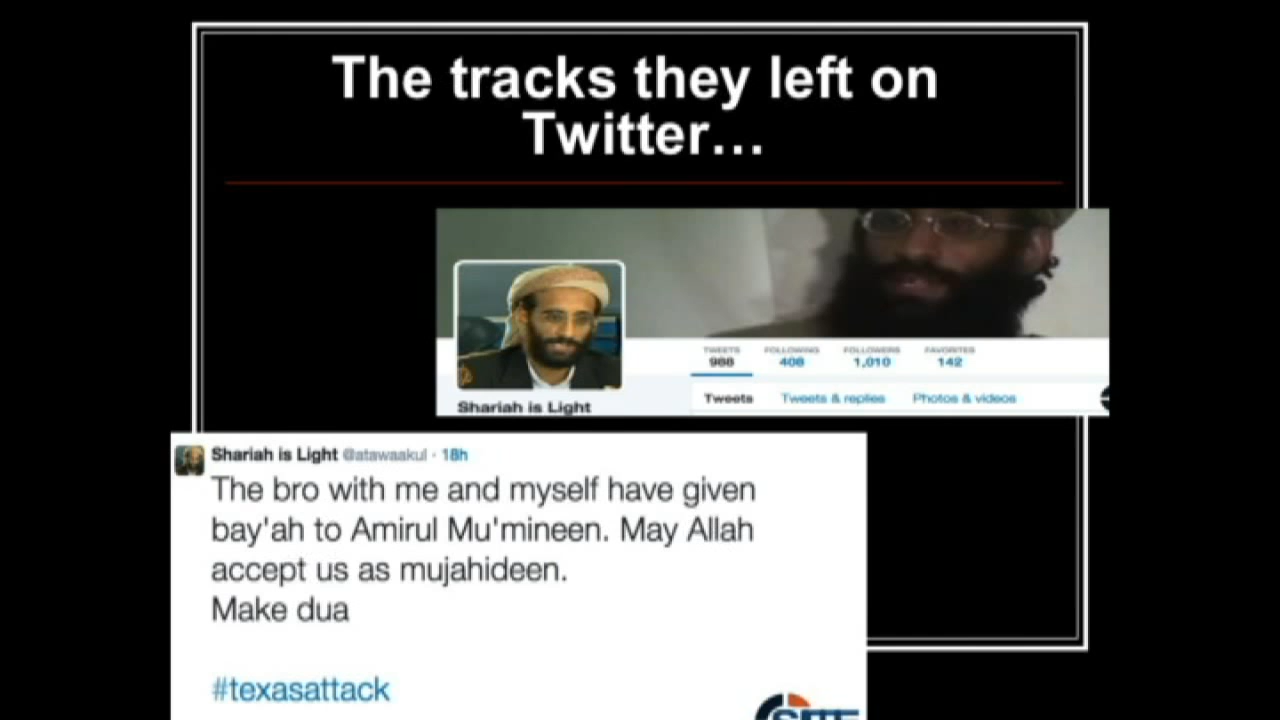 The tracks they left on
Twitter...
TWEETS FOLLOWING FOLLOWERS FAVORITES
988 408 1,010 142
Shariah is Light
Tweets Tweets & replies Photos & videos
Shariah is Light @atawaakul · 18h
The bro with me and myself have given
bay'ah to Amirul Mu'mineen. May Allah
accept us as mujahideen.
Make dua
#texasattack
SITE